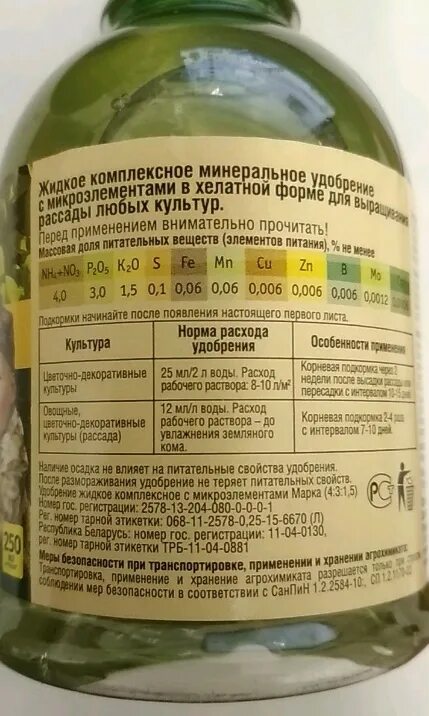 Жидкое комплексное минеральное удобрение
с микроэлементами в хелатной форме для выращивания
рассады любых культур.
Перед применением внимательно прочитать!
Массовая доля питательных веществ (элементов питания), % не менее
NH₄+NO₃ P₂O₅ K₂O S Fe Mn Cu Zn B Mo
4,0 3,0 1,5 0,1 0,06 0,06 0,006 0,006 0,006 0,0012
Подкормки начинайте после появления настоящего первого листа.
Культура Норма расхода удобрения Особенности применения
Цветочно-декоративные культуры
25 мл/2 л воды. Расход
рабочего раствора: 8-10 л/м²
Корневая подкормка через 2
недели после высадки рассады или
пересадки с интервалом 10-15
Овощные,
цветочно-декоративные
культуры (рассада)
12 мл/л воды. Расход
рабочего раствора – до
увлажнения земляного
кома.
Корневая подкормка 2-4 раза
с интервалом 7-10 дней.
Наличие осадка не влияет на питательные свойства удобрения.
После размораживания удобрение не теряет питательных свойств.
Удобрение жидкое комплексное с микроэлементами Марка (4:3:1,5)
Номер гос. регистрации: 2578-13-204-080-0-0-0-1
Рег. номер тарной этикетки: 068-11-2578-0,25-15-6670 (Л)
Республика Беларусь: номер гос. регистрации: 11-04-0130,
рег. номер тарной этикетки ТРБ-11-04-0881
Меры безопасности при транспортировке, применении и хранении агрохимиката:
Транспортировка, применение и хранение агрохимиката разрешается только при
соблюдении мер безопасности в соответствии с СанПиН 1.2.2584-10;
250